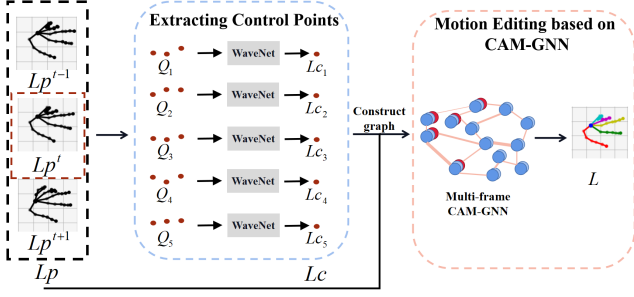 Extracting Control Points
Motion Editing based on
CAM-GNN
Lp^{t-1}
Lp^{t}
Lp^{t+1}
Lp
Q_1
WaveNet
Lc_1
Q_2
WaveNet
Lc_2
Q_3
WaveNet
Lc_3
Q_4
WaveNet
Lc_4
Q_5
WaveNet
Lc_5
Lc
Construct
graph
Multi-frame
CAM-GNN
L